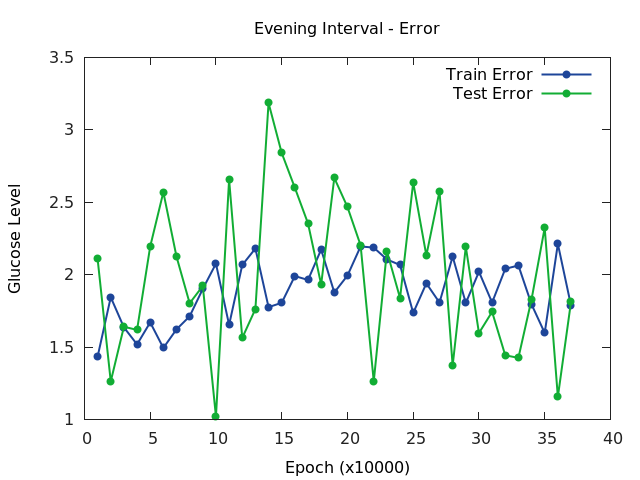 Evening Interval - Error
Train Error
Test Error
3.5
3
2.5
2
1.5
1
Glucose Level
0 5 10 15 20 25 30 35 40
Epoch (x10000)